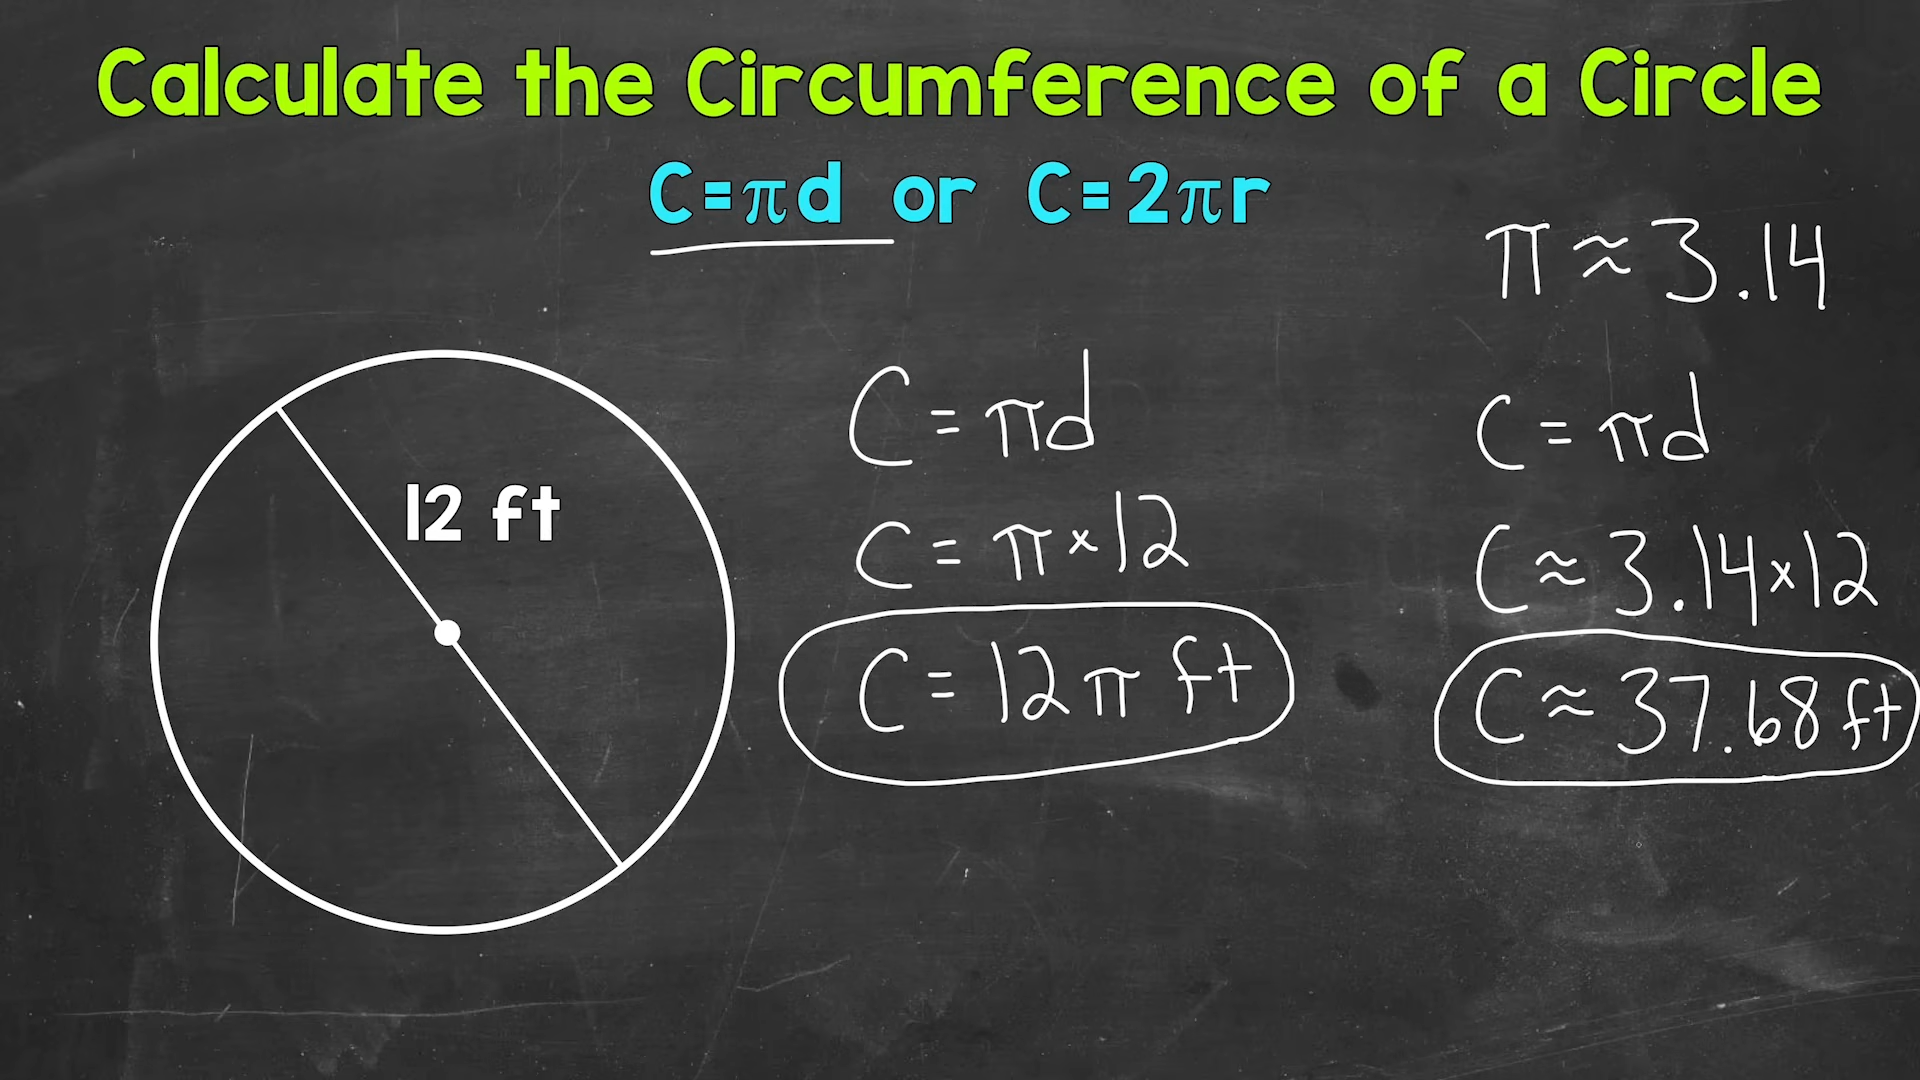 Calculate the Circumference of a Circle
C=πd or C=2πr
π ≈ 3.14
12 ft
C = πd
C = π×12
C = 12π ft
C = πd
C ≈ 3.14×12
C ≈ 37.68 ft